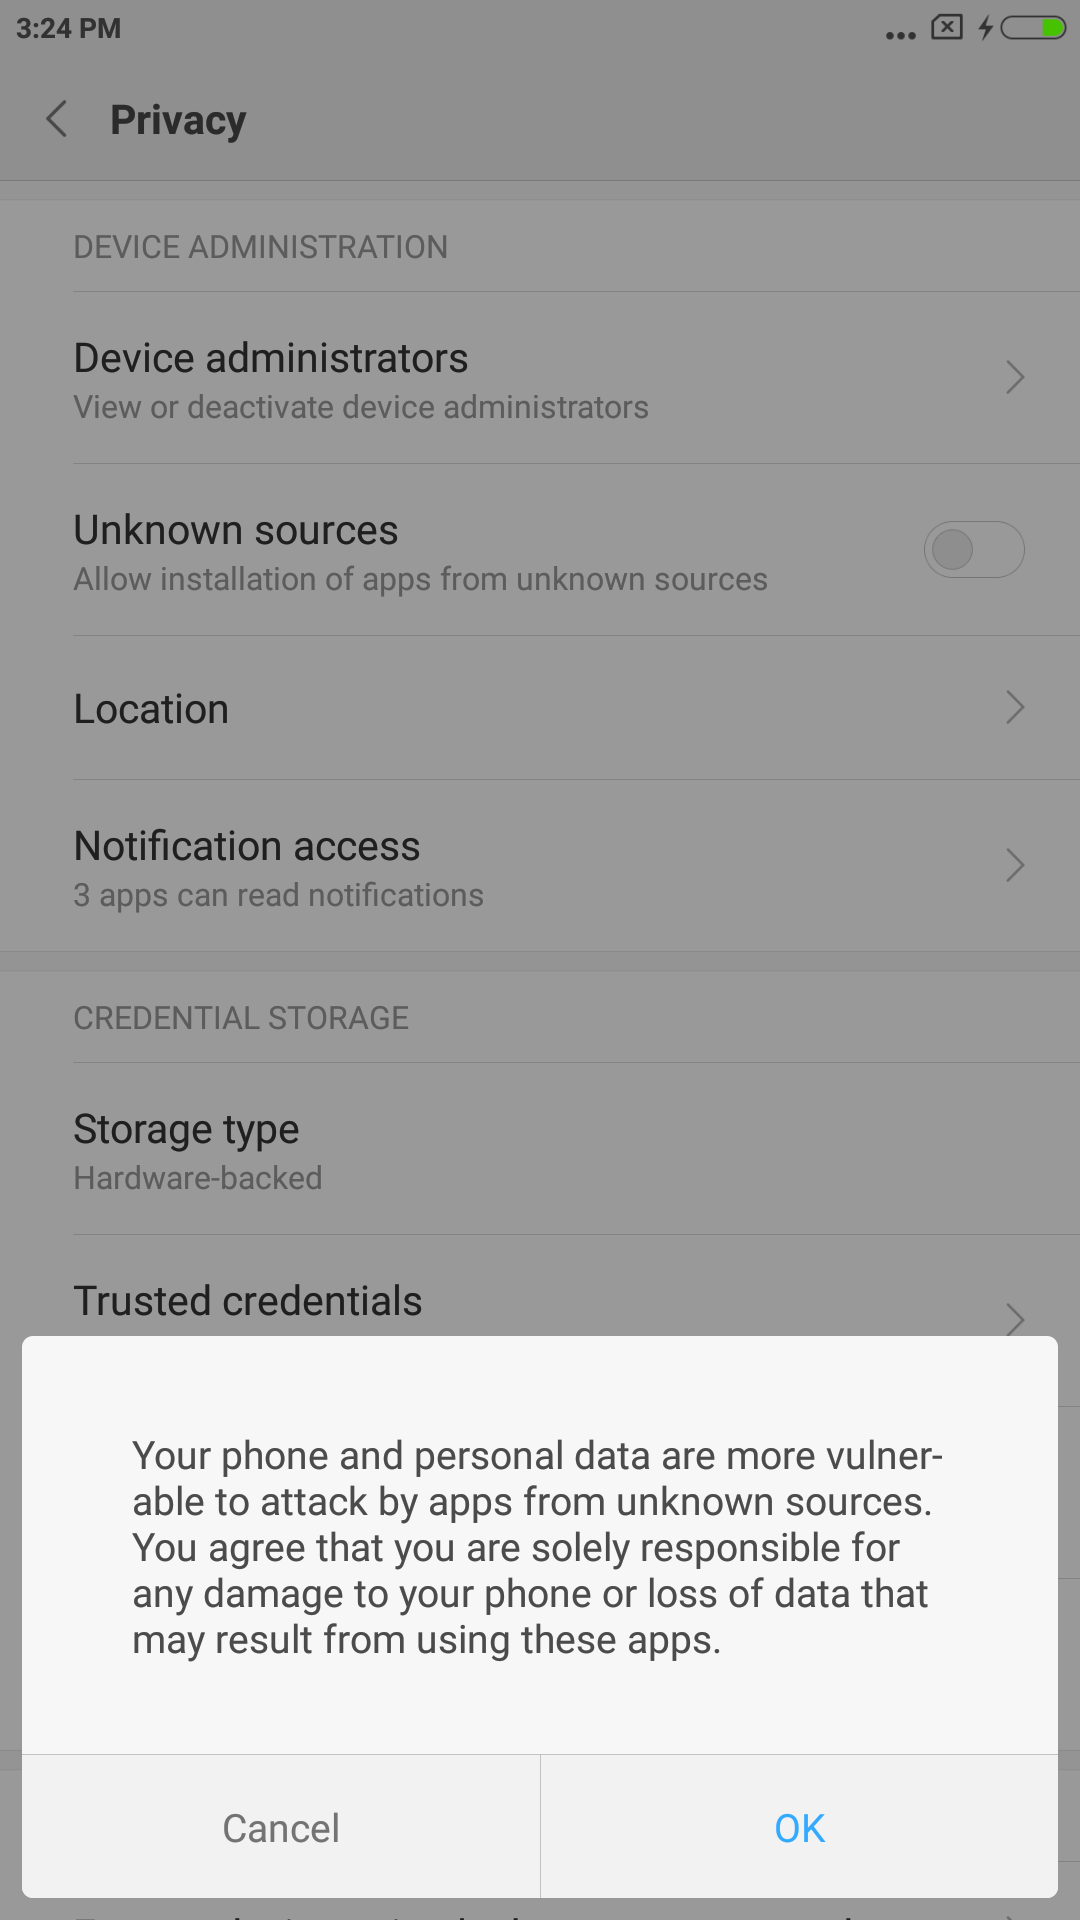 3:24 PM
Privacy
DEVICE ADMINISTRATION
Device administrators
View or deactivate device administrators
Unknown sources
Allow installation of apps from unknown sources
Location
Notification access
3 apps can read notifications
CREDENTIAL STORAGE
Storage type
Hardware-backed
Trusted credentials
Your phone and personal data are more vulner-
able to attack by apps from unknown sources.
You agree that you are solely responsible for
any damage to your phone or loss of data that
may result from using these apps.
Cancel
OK